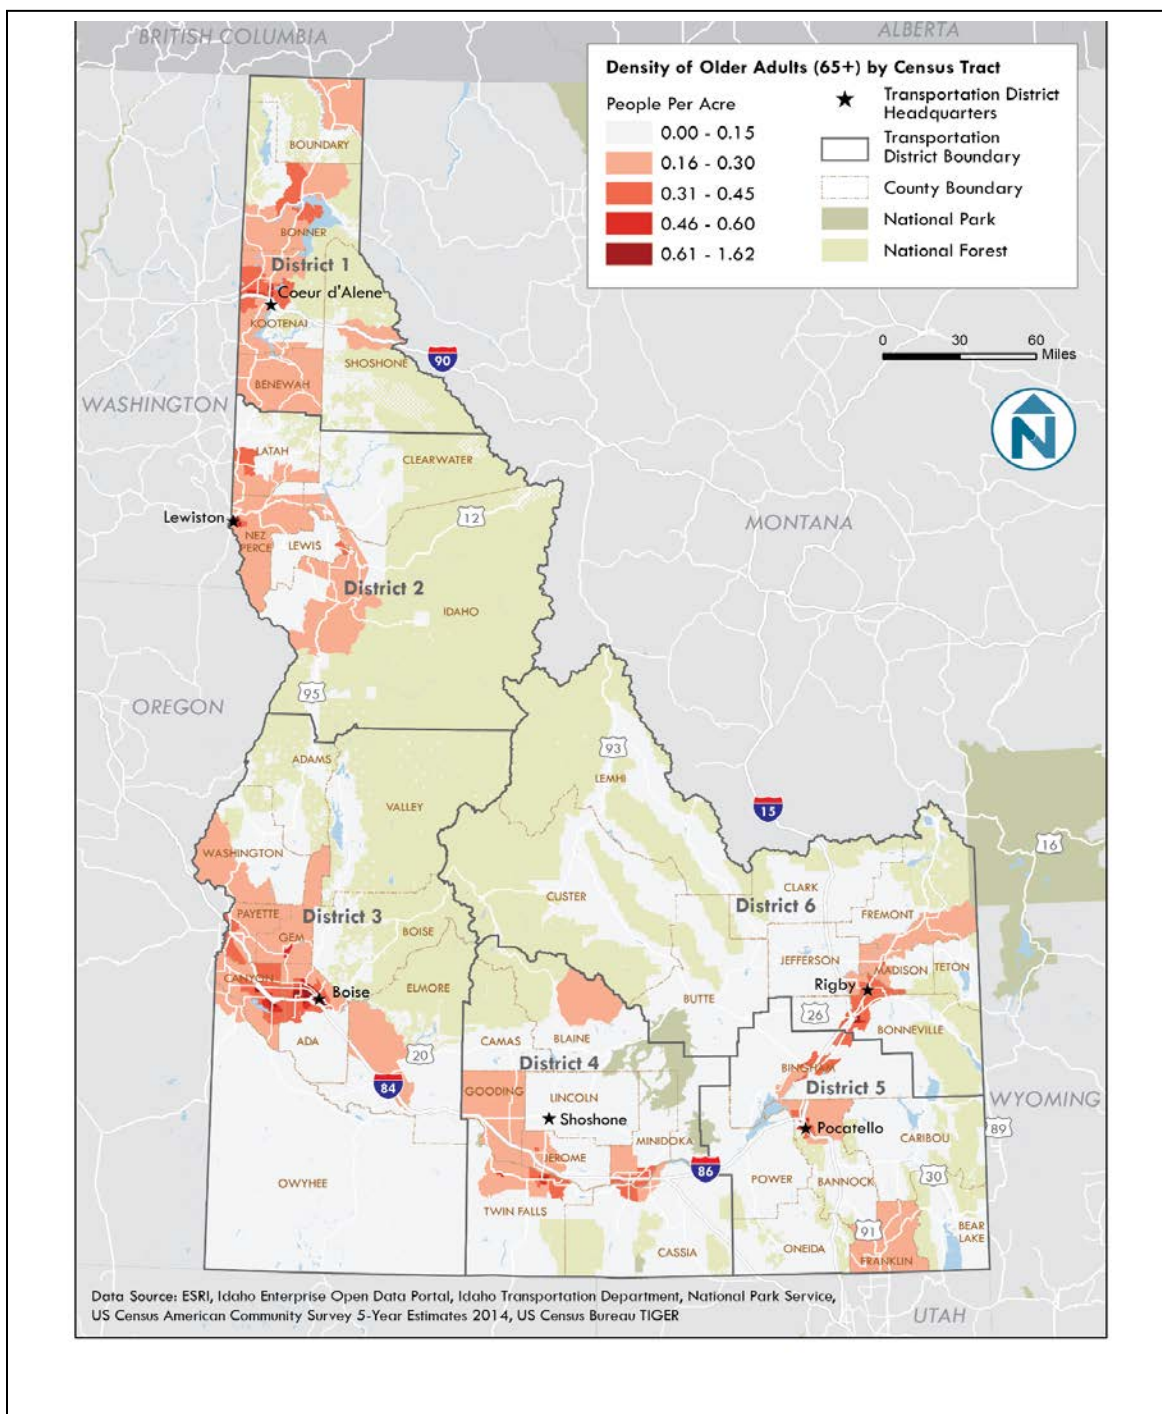 BRITISH COLUMBIA
ALBERTA
Density of Older Adults (65+) by Census Tract
People Per Acre
0.00 - 0.15
0.16 - 0.30
0.31 - 0.45
0.46 - 0.60
0.61 - 1.62
Transportation District
Headquarters
Transportation
District Boundary
County Boundary
National Park
National Forest
0 30 60
Miles
N
BOUNDARY
BONNER
District 1
Coeur d'Alene
KOOTENAI
SHOSHONE
90
BENEWAH
WASHINGTON
LATAH
CLEARWATER
Lewiston
12
NEZ
PERCE
LEWIS
MONTANA
District 2
IDAHO
95
OREGON
ADAMS
93
LEMHI
VALLEY
15
16
WASHINGTON
CUSTER
CLARK
District 6
FREMONT
PAYETTE
District 3
GEM
BOISE
JEFFERSON
MADISON
TETON
CANYON
Boise
ELMORE
Rigby
BUTTE
26
BONNEVILLE
ADA
20
CAMAS
BLAINE
District 4
BINGHAM
District 5
84
GOODING
LINCOLN
WYOMING
Shoshone
Pocatello
89
CARIBOU
MINIDOKA
JEROME
86
POWER
BANNOCK
30
OWYHEE
TWIN FALLS
91
BEAR
LAKE
CASSIA
ONEIDA
FRANKLIN
Data Source: ESRI, Idaho Enterprise Open Data Portal, Idaho Transportation Department, National Park Service,
US Census American Community Survey 5-Year Estimates 2014, US Census Bureau TIGER
UTAH